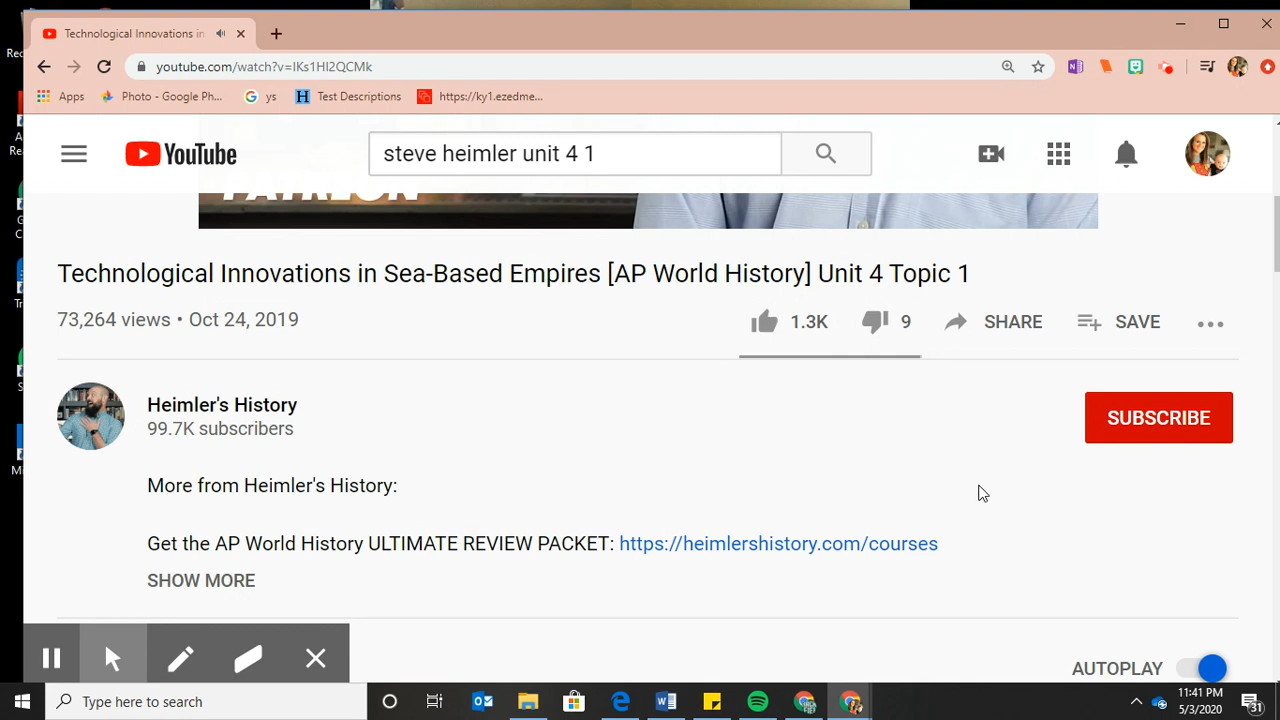 Technological Innovations in
youtube.com/watch?v=IKs1HI2QCMk
Apps
Photo - Google Ph...
G ys
H Test Descriptions
https://ky1.ezedme...
YouTube
steve heimler unit 4 1
PATREON
Technological Innovations in Sea-Based Empires [AP World History] Unit 4 Topic 1
73,264 views • Oct 24, 2019
1.3K
9
SHARE
SAVE
Heimler's History
99.7K subscribers
SUBSCRIBE
More from Heimler's History:
Get the AP World History ULTIMATE REVIEW PACKET: https://heimlershistory.com/courses
SHOW MORE
AUTOPLAY
Type here to search
11:41 PM
5/3/2020
31